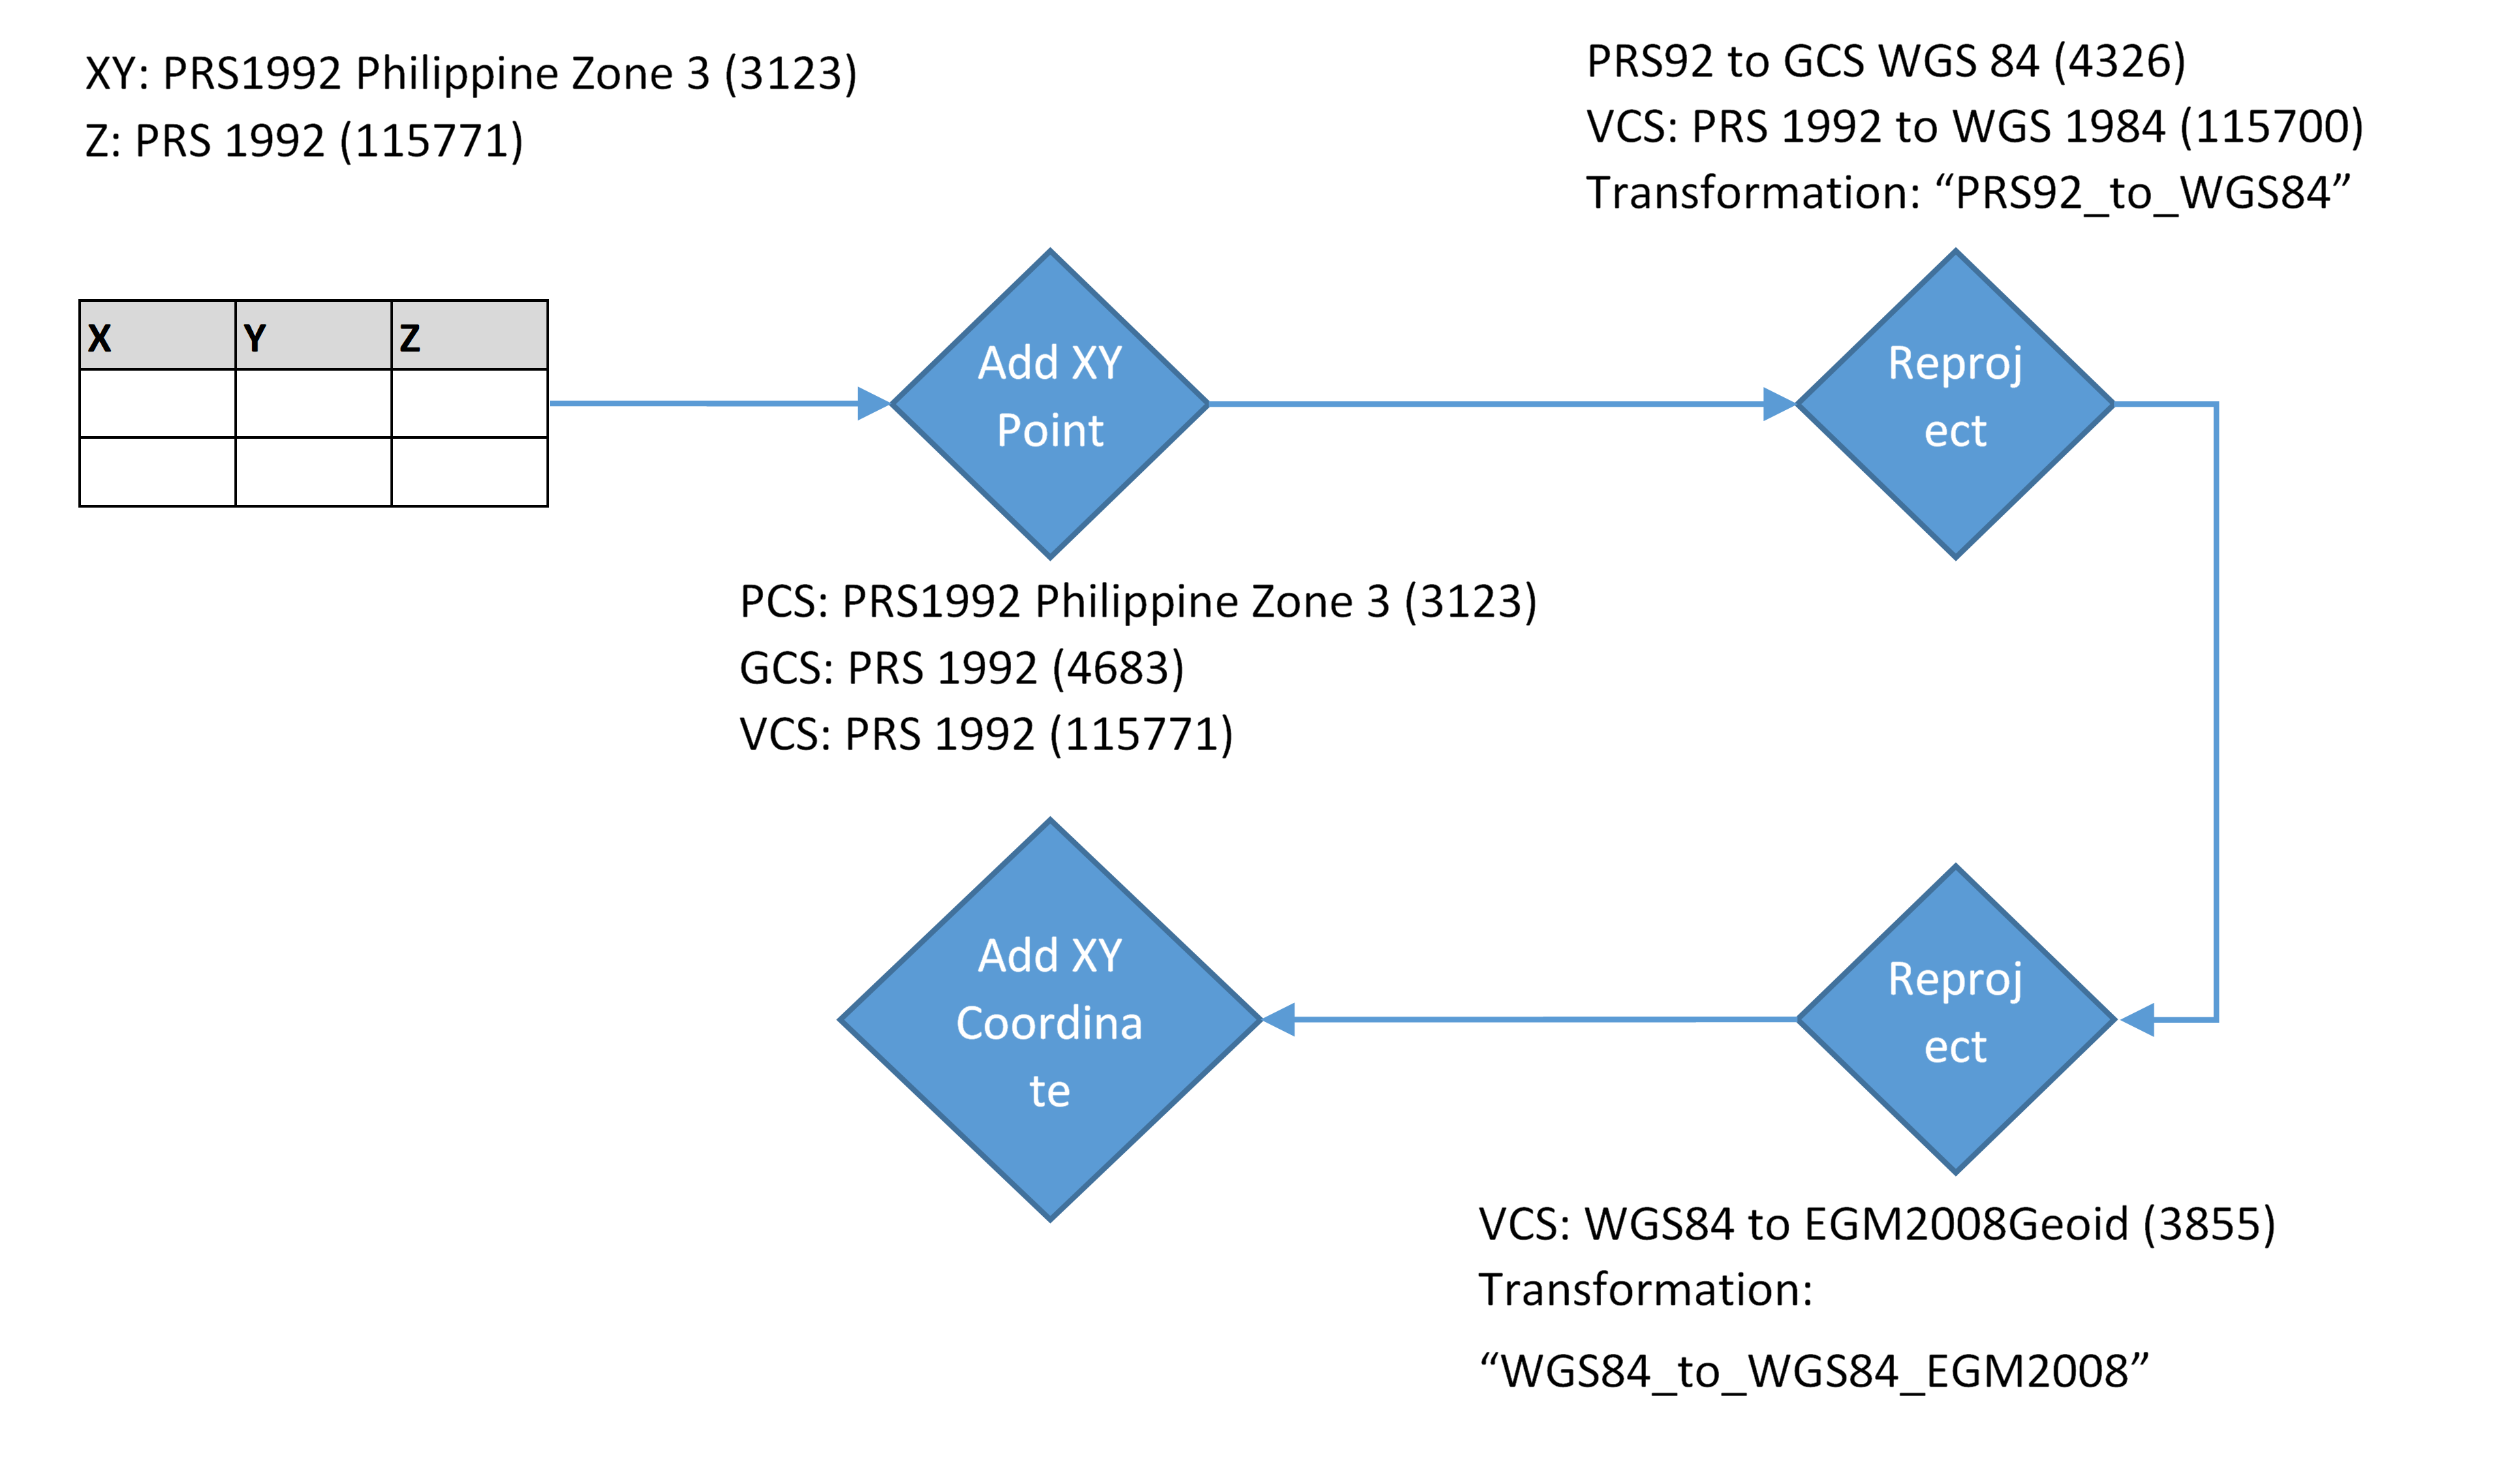 XY: PRS1992 Philippine Zone 3 (3123)
Z: PRS 1992 (115771)
PRS92 to GCS WGS 84 (4326)
VCS: PRS 1992 to WGS 1984 (115700)
Transformation: “PRS92_to_WGS84”
X Y Z
Add XY
Point
Reproj
ect
PCS: PRS1992 Philippine Zone 3 (3123)
GCS: PRS 1992 (4683)
VCS: PRS 1992 (115771)
Reproj
ect
VCS: WGS84 to EGM2008Geoid (3855)
Transformation:
“WGS84_to_WGS84_EGM2008”
Add XY
Coordina
te